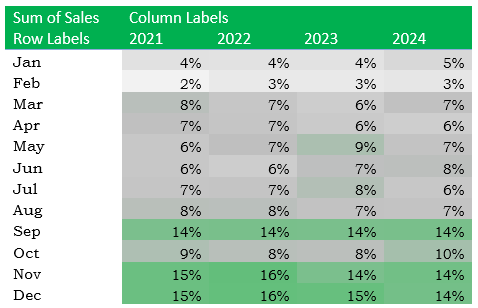 Sum of Sales Column Labels
Row Labels 2021 2022 2023 2024
Jan 4% 4% 4% 5%
Feb 2% 3% 3% 3%
Mar 8% 7% 6% 7%
Apr 7% 7% 6% 6%
May 6% 7% 9% 7%
Jun 6% 6% 7% 8%
Jul 7% 7% 8% 6%
Aug 8% 8% 7% 7%
Sep 14% 14% 14% 14%
Oct 9% 8% 8% 10%
Nov 15% 16% 14% 14%
Dec 15% 16% 15% 14%